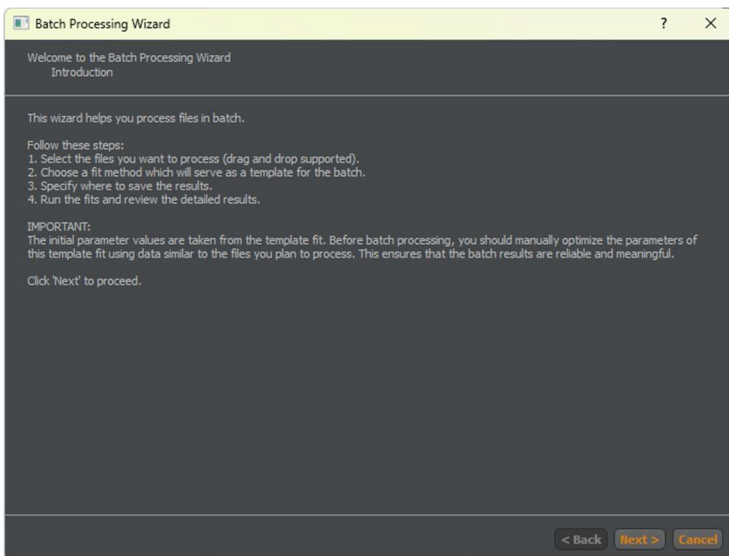 Batch Processing Wizard ? ×
Welcome to the Batch Processing Wizard
Introduction
This wizard helps you process files in batch.
Follow these steps:
1. Select the files you want to process (drag and drop supported).
2. Choose a fit method which will serve as a template for the batch.
3. Specify where to save the results.
4. Run the fits and review the detailed results.
IMPORTANT:
The initial parameter values are taken from the template fit. Before batch processing, you should manually optimize the parameters of
this template fit using data similar to the files you plan to process. This ensures that the batch results are reliable and meaningful.
Click 'Next' to proceed.
< Back Next > Cancel